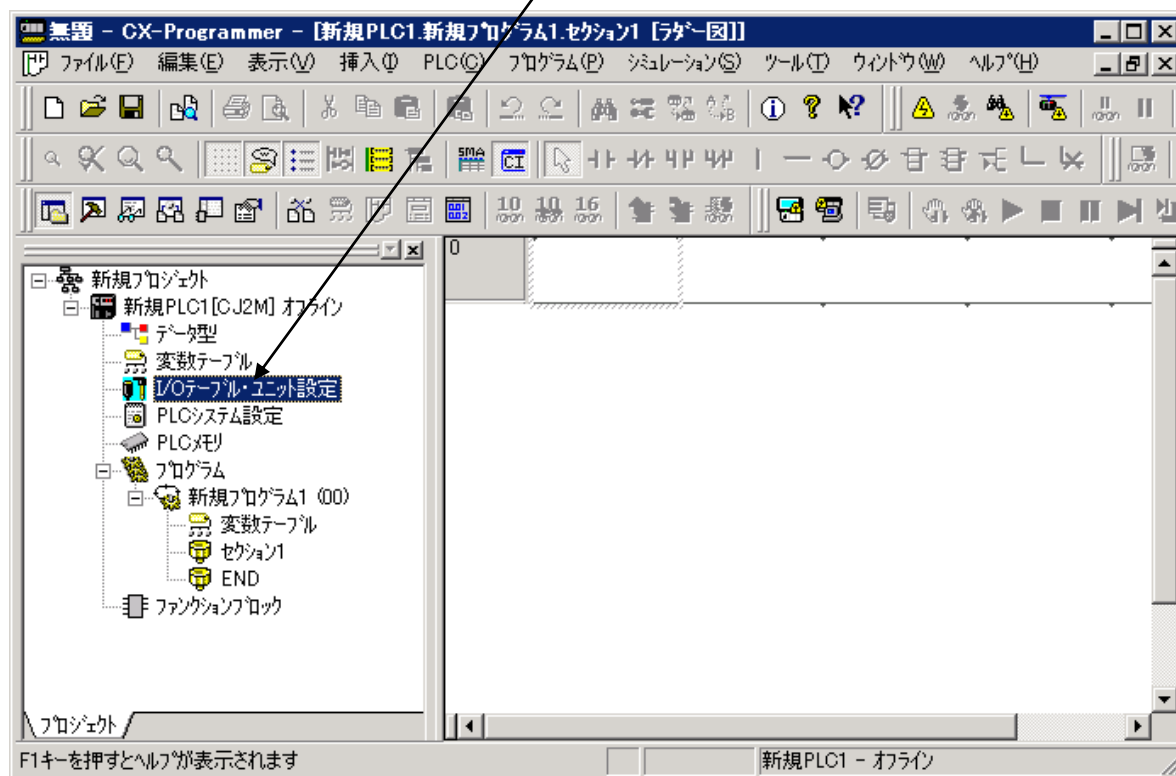 無題 - CX-Programmer - [新規PLC1.新規プログラム1.セクション1 [ラダー図]]
ファイル(F) 編集(E) 表示(V) 挿入(I) PLC(C) プログラム(P) シミュレーション(S) ツール(T) ウィンドウ(W) ヘルプ(H)
SMA
CI
10 10 16
0
新規プロジェクト
新規PLC1[CJ2M] オフライン
データ型
変数テーブル
I/Oテーブル・ユニット設定
PLCシステム設定
PLCメモリ
プログラム
新規プログラム1 (00)
変数テーブル
セクション1
END
ファンクションブロック
プロジェクト
F1キーを押すとヘルプが表示されます
新規PLC1 - オフライン